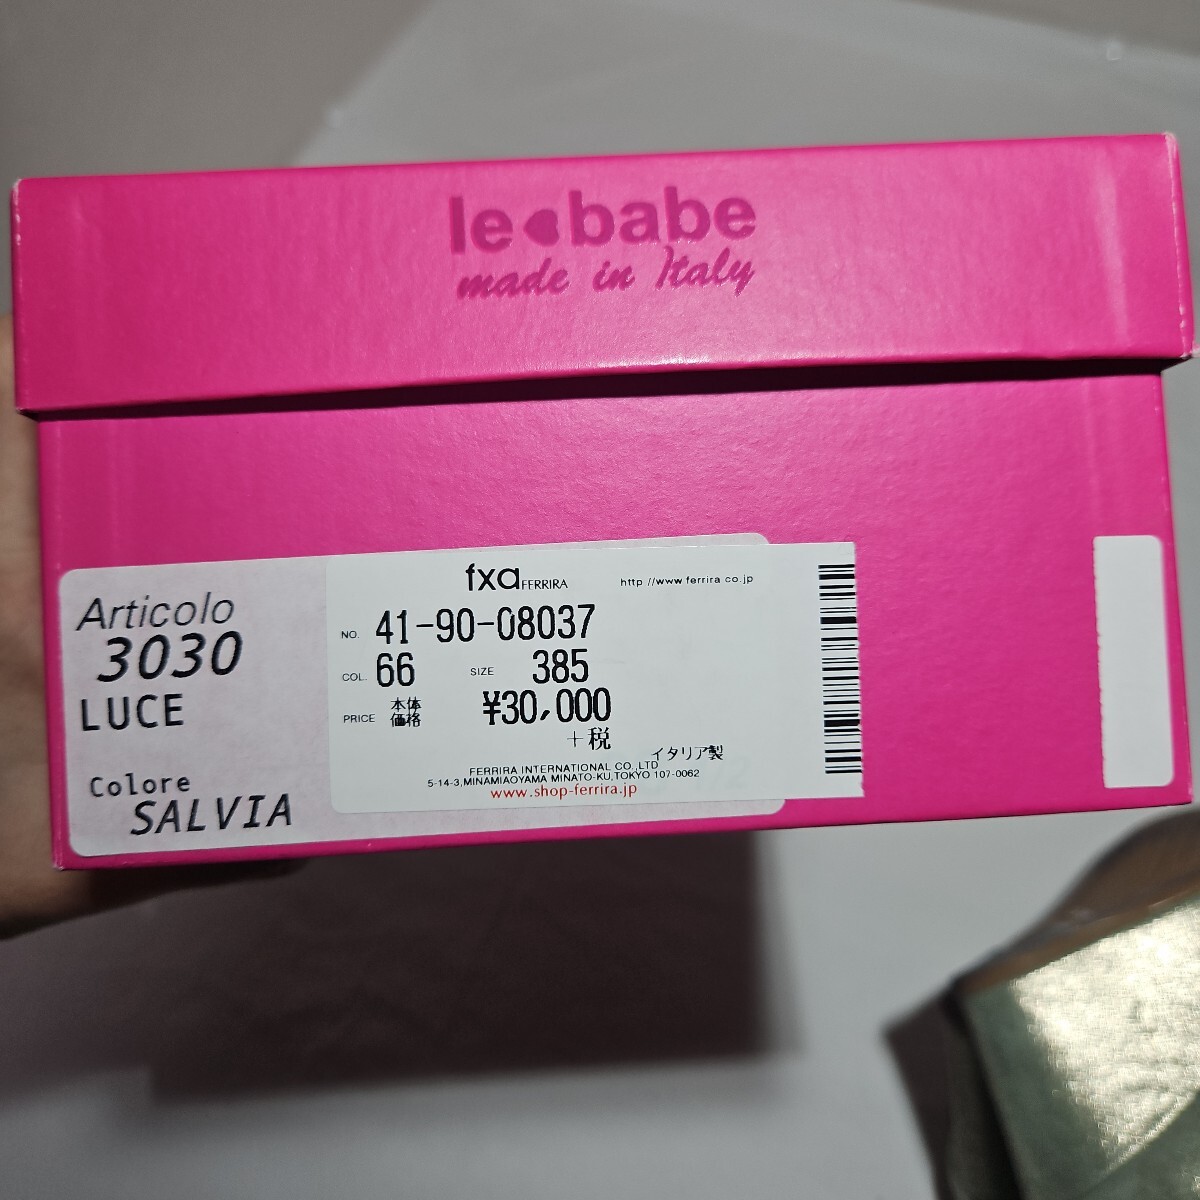 le babe
made in Italy
Articolo
3030
LUCE
Colore
SALVIA
fxa FERRIRA http://www ferrira co.jp
NO. 41-90-08037
COL. 66 SIZE 385
PRICE 本体価格 ¥30,000
+税
イタリア製
FERRIRA INTERNATIONAL CO.,LTD
5-14-3,MINAMIAOYAMA MINATO-KU,TOKYO 107-0062
www.shop-ferrira.jp